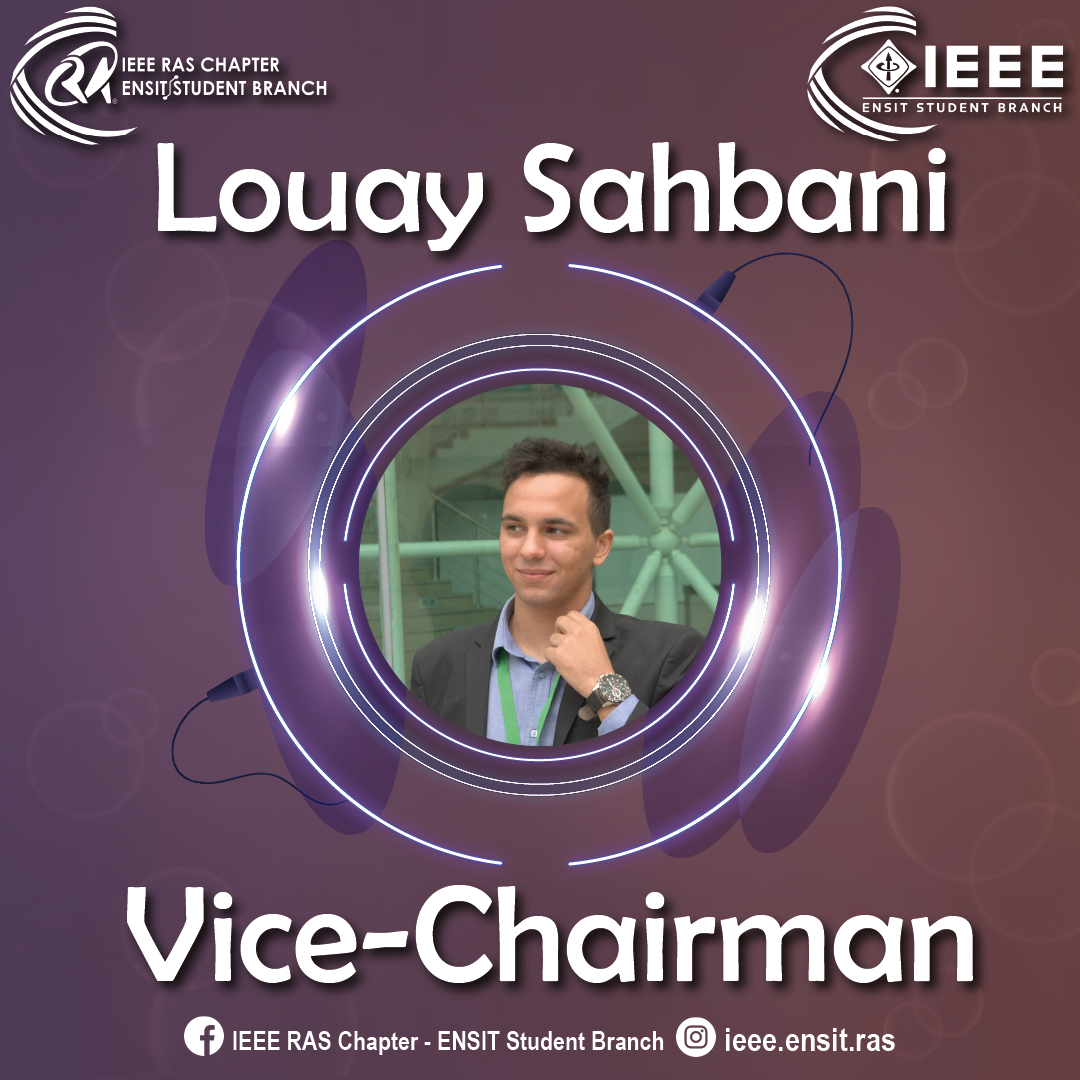 IEEE RAS CHAPTER
ENSIT STUDENT BRANCH
IEEE
ENSIT STUDENT BRANCH
Louay Sahbani
Vice-Chairman
IEEE RAS Chapter - ENSIT Student Branch
ieee.ensit.ras